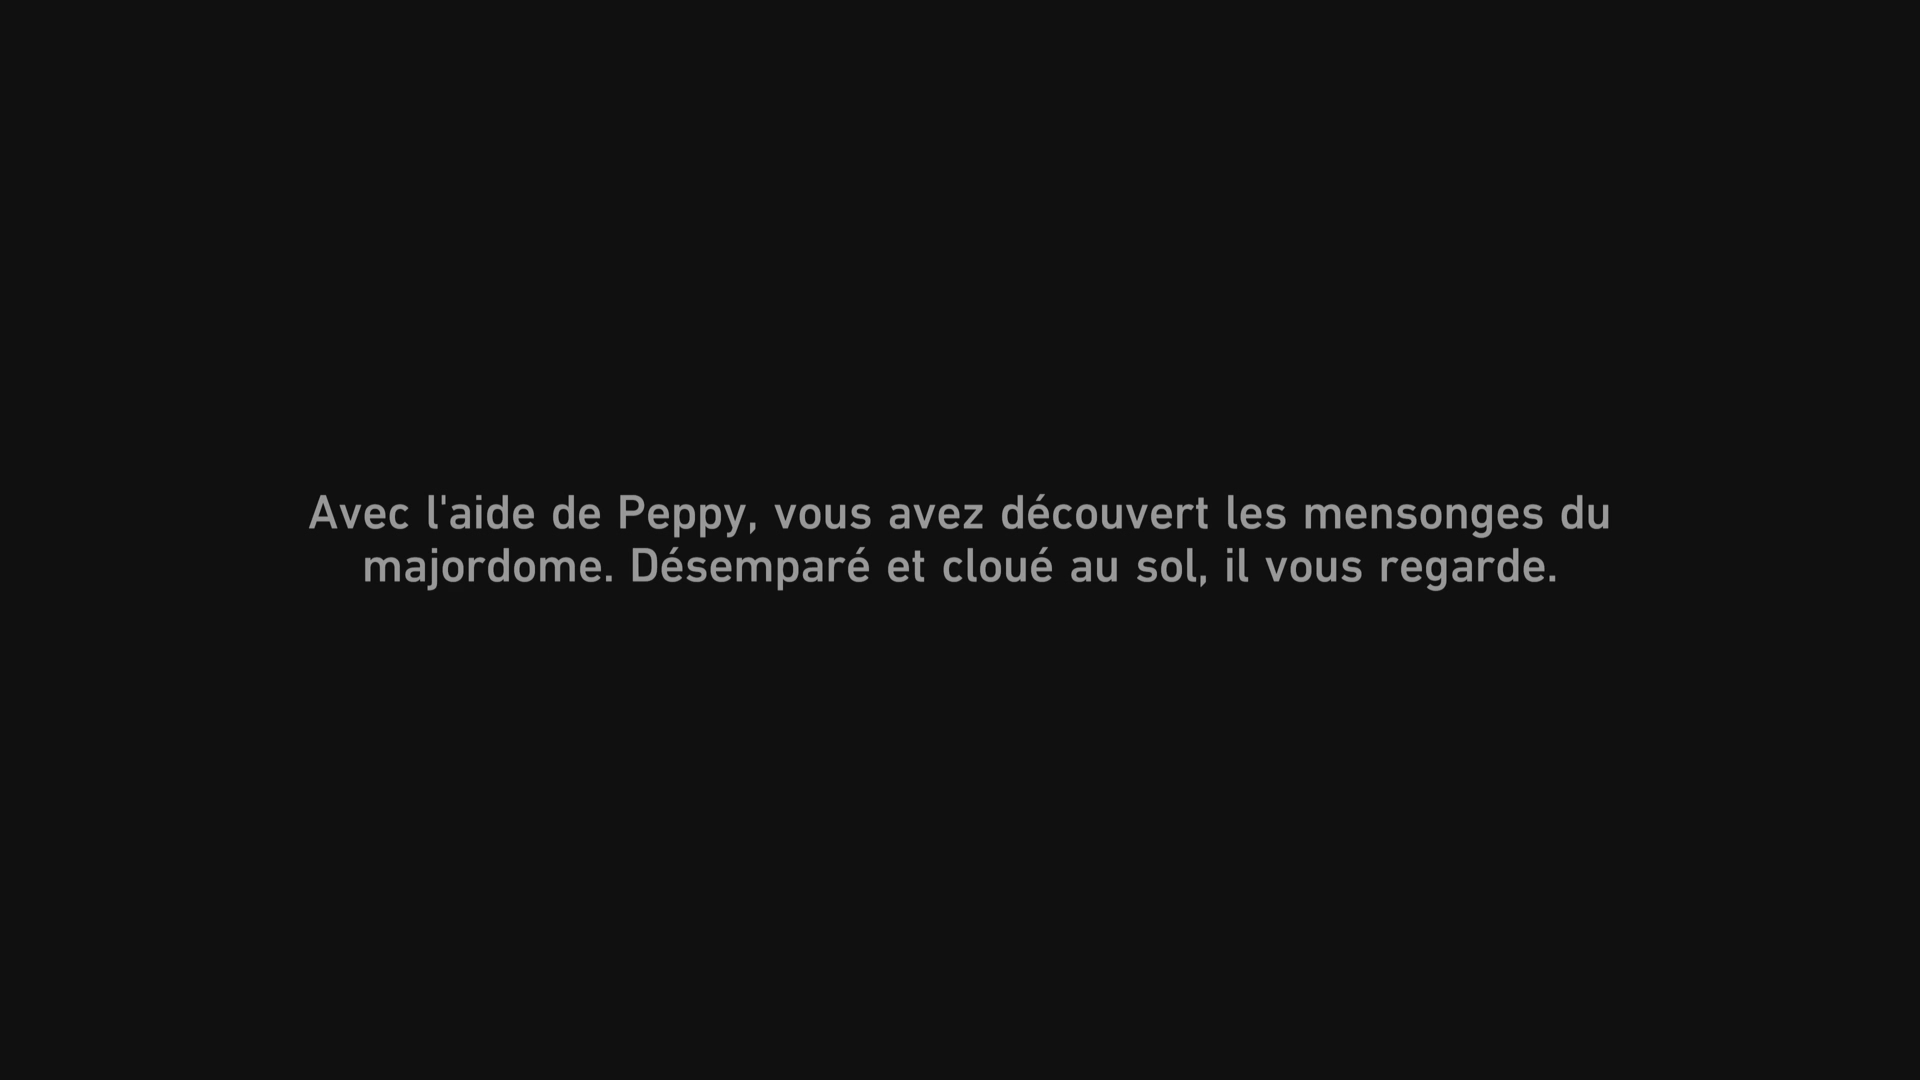 Avec l'aide de Peppy, vous avez découvert les mensonges du
majordome. Désemparé et cloué au sol, il vous regarde.